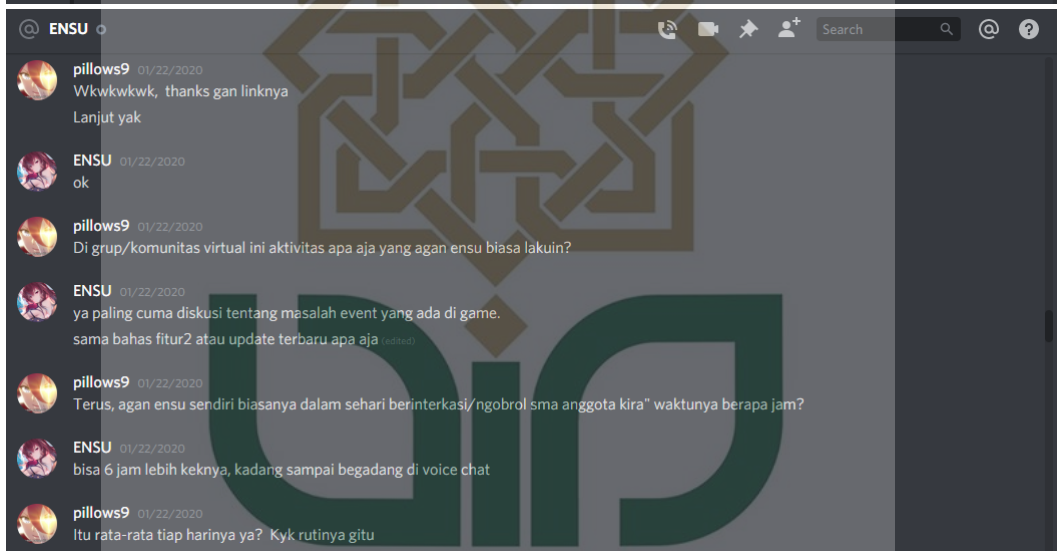 @ ENSU
Search
pillows9 01/22/2020
Wkwkwkwk, thanks gan linknya
Lanjut yak
ENSU 01/22/2020
ok
pillows9 01/22/2020
Di grup/komunitas virtual ini aktivitas apa aja yang agan ensu biasa lakuin?
ENSU 01/22/2020
ya paling cuma diskusi tentang masalah event yang ada di game.
sama bahas fitur2 atau update terbaru apa aja (edited)
pillows9 01/22/2020
Terus, agan ensu sendiri biasanya dalam sehari berinterkasi/ngobrol sma anggota kira" waktunya berapa jam?
ENSU 01/22/2020
bisa 6 jam lebih keknya, kadang sampai begadang di voice chat
pillows9 01/22/2020
Itu rata-rata tiap harinya ya? Kyk rutinya gitu